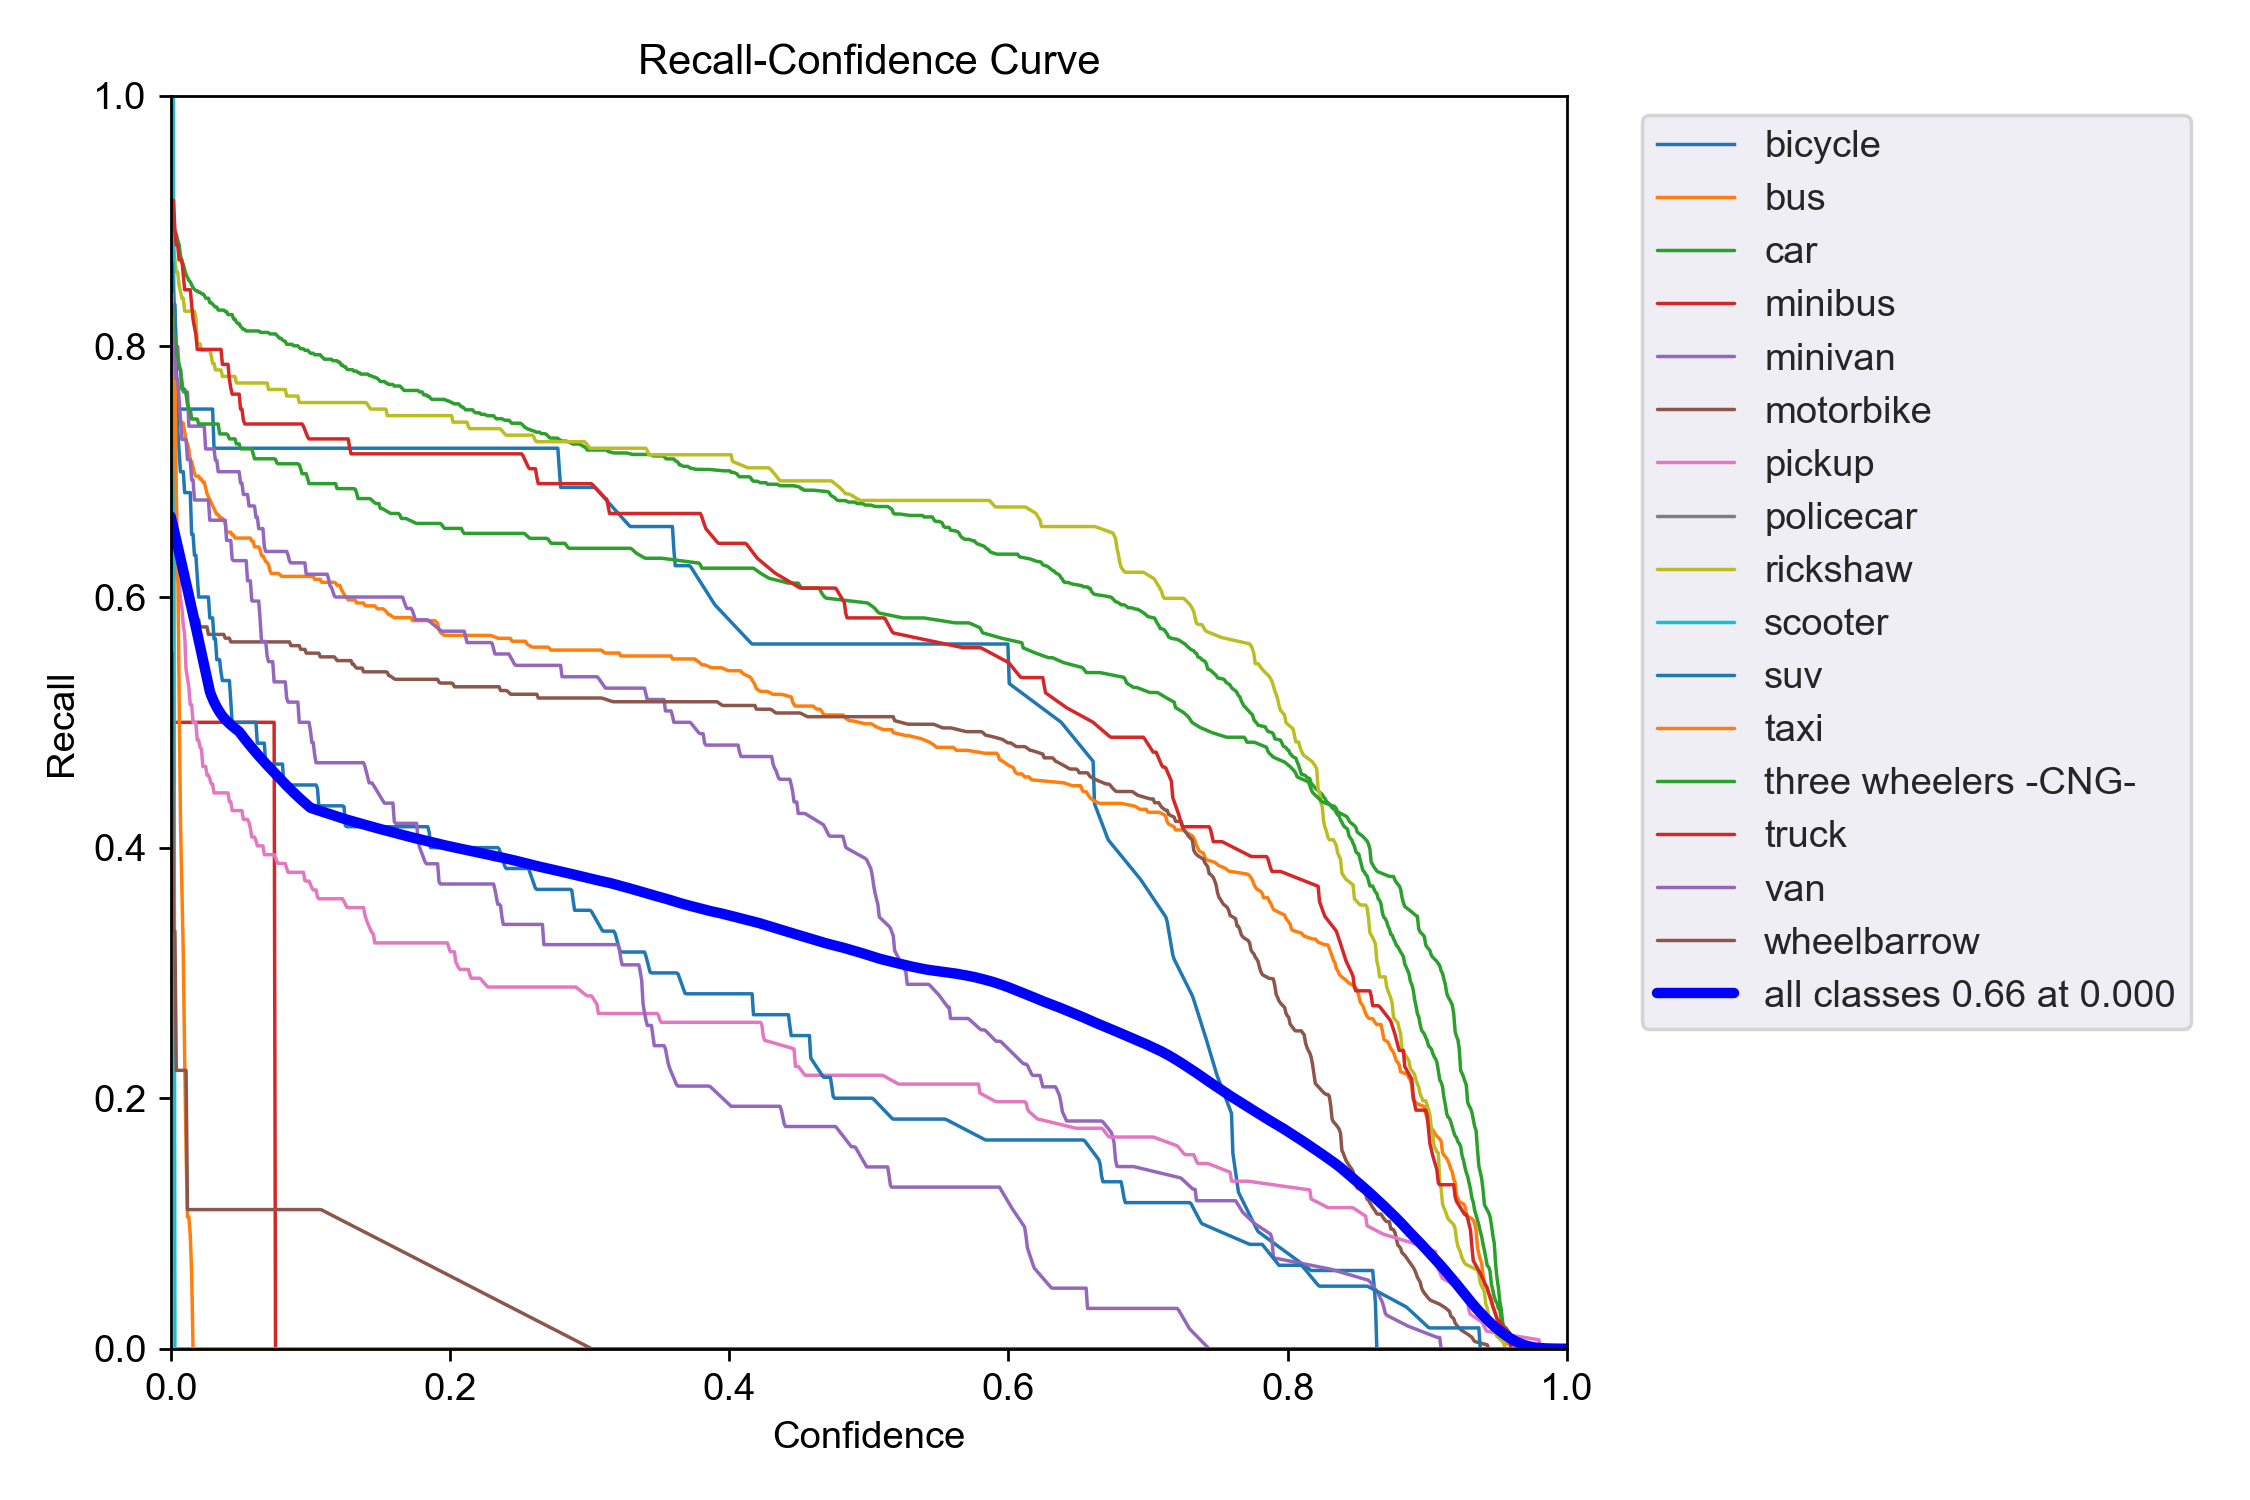 Recall-Confidence Curve
1.0
0.8
0.6
0.4
0.2
0.0
Recall
0.0 0.2 0.4 0.6 0.8 1.0
Confidence
bicycle
bus
car
minibus
minivan
motorbike
pickup
policecar
rickshaw
scooter
suv
taxi
three wheelers -CNG-
truck
van
wheelbarrow
all classes 0.66 at 0.000